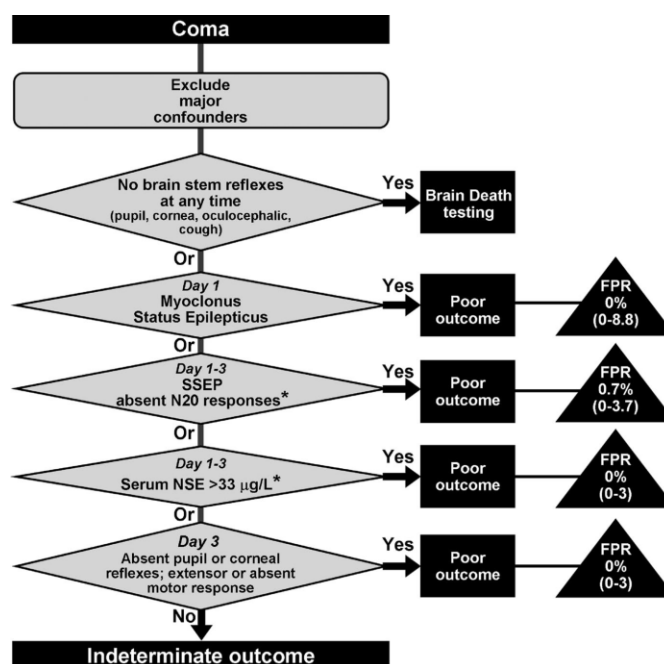 Coma
Exclude
major
confounders
No brain stem reflexes
at any time
(pupil, cornea, oculocephalic,
cough)
Yes
Brain Death
testing
Or
Day 1
Myoclonus
Status Epilepticus
Yes
Poor
outcome
FPR
0%
(0-8.8)
Or
Day 1-3
SSEP
absent N20 responses*
Yes
Poor
outcome
FPR
0.7%
(0-3.7)
Or
Day 1-3
Serum NSE >33 µg/L*
Yes
Poor
outcome
FPR
0%
(0-3)
Or
Day 3
Absent pupil or corneal
reflexes; extensor or absent
motor response
Yes
Poor
outcome
FPR
0%
(0-3)
No
Indeterminate outcome